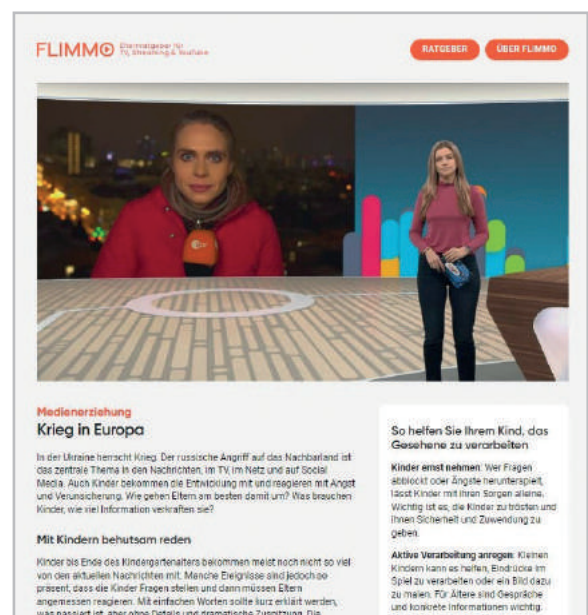 FLIMMO Elternratgeber für
TV, Streaming & YouTube
RATGEBER
ÜBER FLIMMO
ZDF
Medienerziehung
Krieg in Europa
In der Ukraine herrscht Krieg. Der russische Angriff auf das Nachbarland ist
das zentrale Thema in den Nachrichten, im TV, im Netz und auf Social
Media. Auch Kinder bekommen die Entwicklung mit und reagieren mit Angst
und Verunsicherung. Wie gehen Eltern am besten damit um? Was brauchen
Kinder, wie viel Information verkraften sie?
Mit Kindern behutsam reden
Kinder bis Ende des Kindergartenalters bekommen meist noch nicht so viel
von den aktuellen Nachrichten mit. Manche Ereignisse sind jedoch so
präsent, dass die Kinder Fragen stellen und dann müssen Eltern
angemessen reagieren. Mit einfachen Worten sollte kurz erklärt werden,
was passiert ist, aber ohne Details und dramatische Zuspitzung. Die
So helfen Sie Ihrem Kind, das
Gesehene zu verarbeiten
Kinder ernst nehmen: Wer Fragen
abblockt oder Ängste herunterspielt,
lässt Kinder mit ihren Sorgen alleine.
Wichtig ist es, die Kinder zu trösten und
ihnen Sicherheit und Zuwendung zu
geben.
Aktive Verarbeitung anregen: Kleinen
Kindern kann es helfen, Eindrücke im
Spiel zu verarbeiten oder ein Bild dazu
zu malen. Für Ältere sind Gespräche
und konkrete Informationen wichtig,